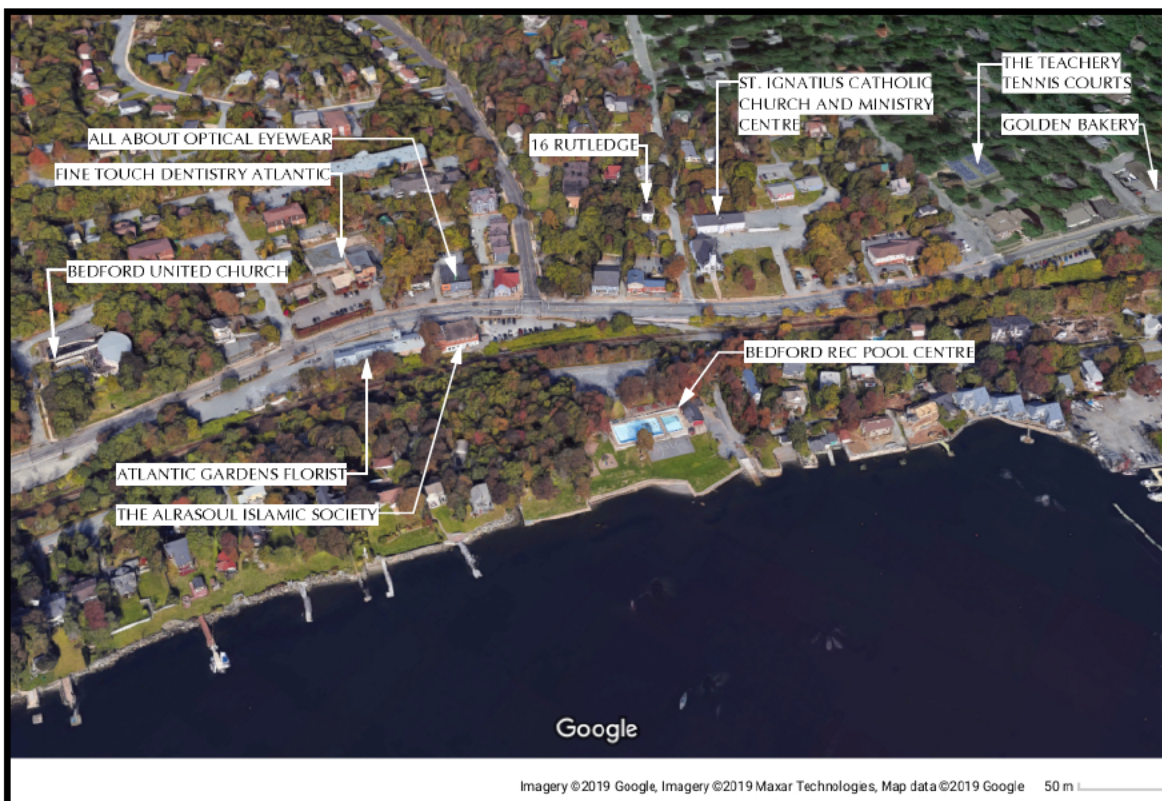 THE TEACHERY
TENNIS COURTS
ST. IGNATIUS CATHOLIC
CHURCH AND MINISTRY
CENTRE
GOLDEN BAKERY
ALL ABOUT OPTICAL EYEWEAR
16 RUTLEDGE
FINE TOUCH DENTISTRY ATLANTIC
BEDFORD UNITED CHURCH
BEDFORD REC POOL CENTRE
ATLANTIC GARDENS FLORIST
THE ALRASOUL ISLAMIC SOCIETY
Google
Imagery ©2019 Google, Imagery ©2019 Maxar Technologies, Map data ©2019 Google 50 m